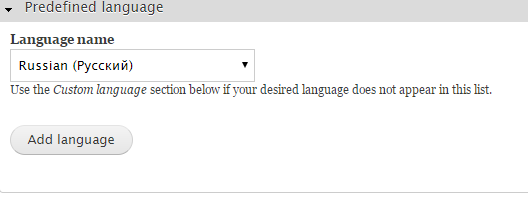 Predefined language
Language name
Russian (Русский)
Use the Custom language section below if your desired language does not appear in this list.
Add language